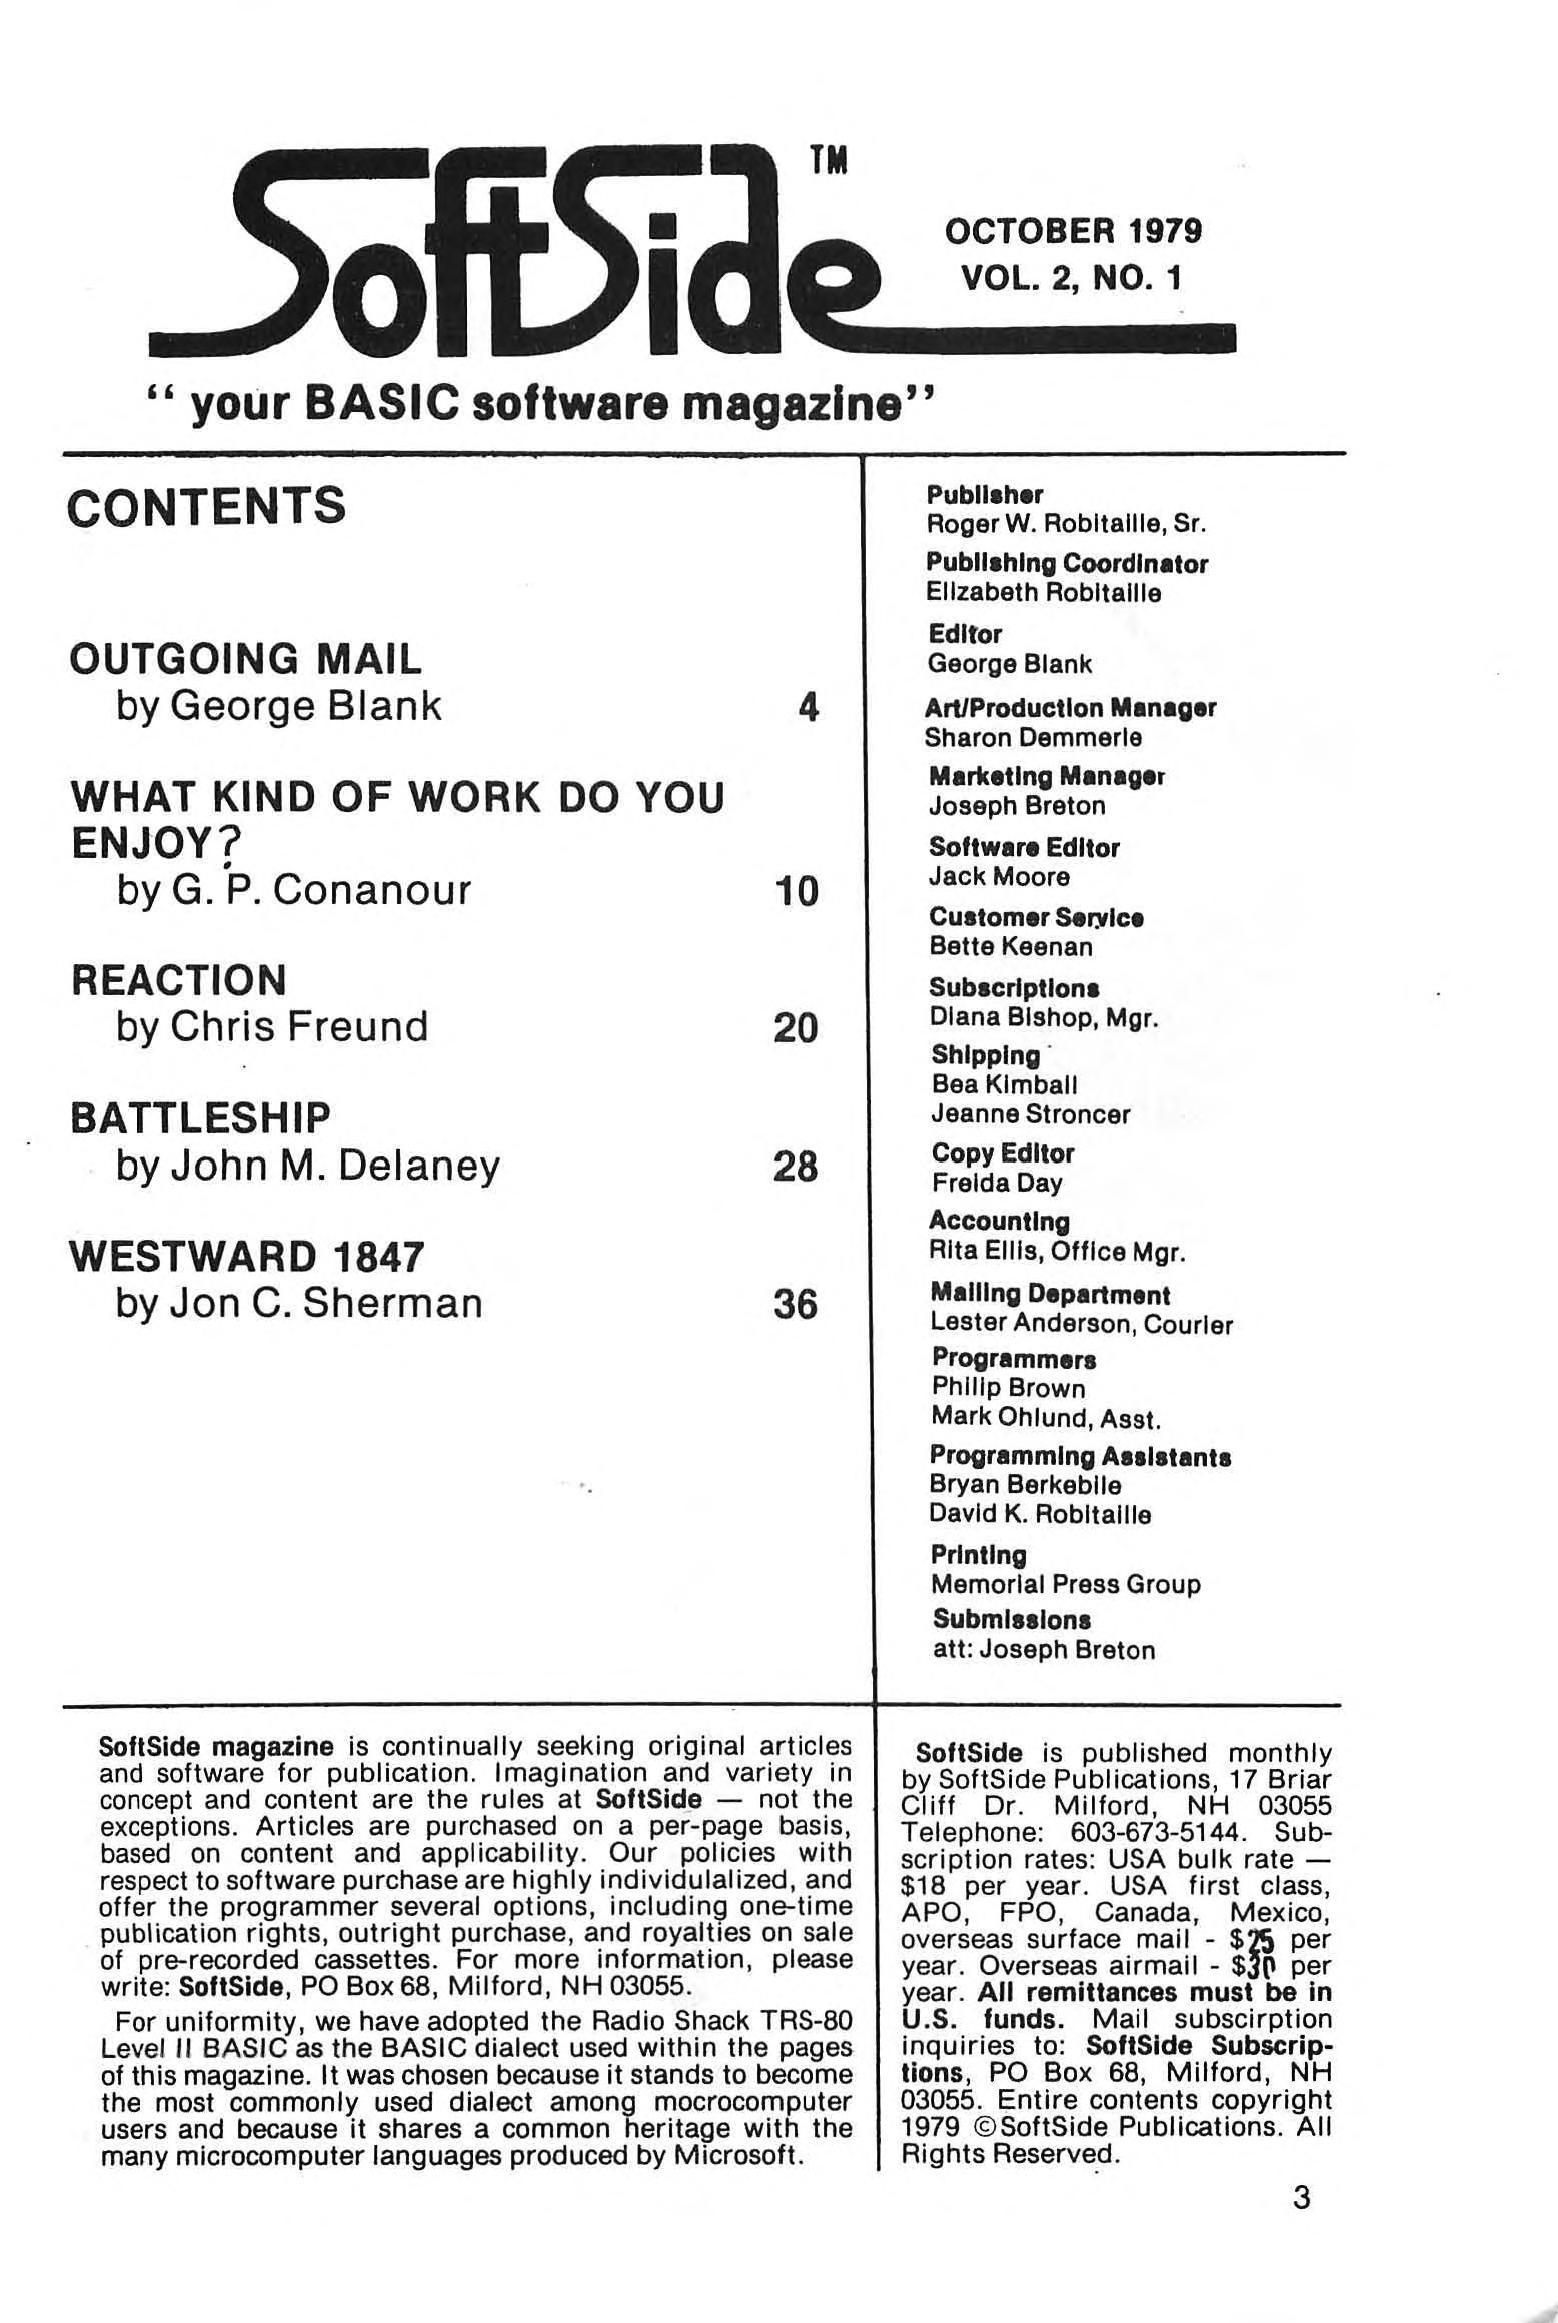 SoftSide TM
OCTOBER 1979
VOL. 2, NO. 1
“ your BASIC software magazine”
CONTENTS
OUTGOING MAIL
by George Blank 4
WHAT KIND OF WORK DO YOU
ENJOY?
by G. P. Conanour 10
REACTION
by Chris Freund 20
BATTLESHIP
by John M. Delaney 28
WESTWARD 1847
by Jon C. Sherman 36
Publisher
Roger W. Robitaille, Sr.
Publishing Coordinator
Elizabeth Robitaille
Editor
George Blank
Art/Production Manager
Sharon Demmerle
Marketing Manager
Joseph Breton
Software Editor
Jack Moore
Customer Service
Bette Keenan
Subscriptions
Diana Bishop, Mgr.
Shipping
Bea Kimball
Jeanne Stroncer
Copy Editor
Freida Day
Accounting
Rita Ellis, Office Mgr.
Mailing Department
Lester Anderson, Courier
Programmers
Philip Brown
Mark Ohlund, Asst.
Programming Assistants
Bryan Berkebile
David K. Robitaille
Printing
Memorial Press Group
Submissions
att: Joseph Breton
SoftSide magazine is continually seeking original articles
and software for publication. Imagination and variety in
concept and content are the rules at SoftSide — not the
exceptions. Articles are purchased on a per-page basis,
based on content and applicability. Our policies with
respect to software purchase are highly individulalized, and
offer the programmer several options, including one-time
publication rights, outright purchase, and royalties on sale
of pre-recorded cassettes. For more information, please
write: SoftSide, PO Box 68, Milford, NH 03055.
For uniformity, we have adopted the Radio Shack TRS-80
Level II BASIC as the BASIC dialect used within the pages
of this magazine. It was chosen because it stands to become
the most commonly used dialect among mocrocomputer
users and because it shares a common heritage with the
many microcomputer languages produced by Microsoft.
SoftSide is published monthly
by SoftSide Publications, 17 Briar
Cliff Dr. Milford, NH 03055
Telephone: 603-673-5144. Sub-
scription rates: USA bulk rate —
$18 per year. USA first class,
APO, FPO, Canada, Mexico,
overseas surface mail - $25 per
year. Overseas airmail - $30 per
year. All remittances must be in
U.S. funds. Mail subscirption
inquiries to: SoftSide Subscrip-
tions, PO Box 68, Milford, NH
03055. Entire contents copyright
1979 ©SoftSide Publications. All
Rights Reserved.
3